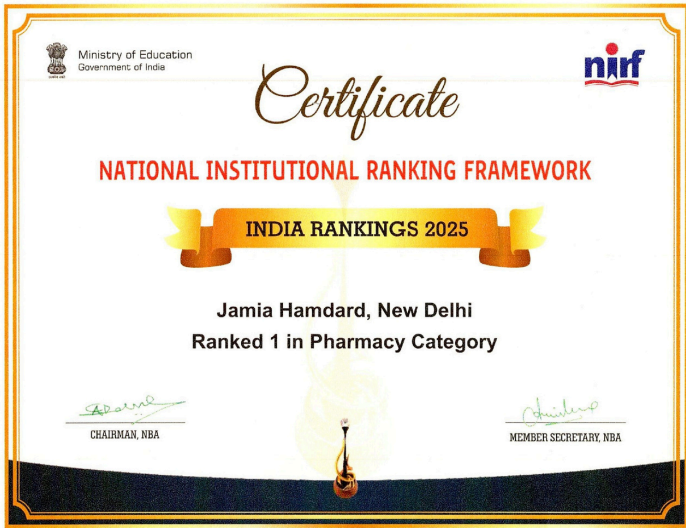 Ministry of Education
Government of India
nirf
Certificate
NATIONAL INSTITUTIONAL RANKING FRAMEWORK
INDIA RANKINGS 2025
Jamia Hamdard, New Delhi
Ranked 1 in Pharmacy Category
CHAIRMAN, NBA
MEMBER SECRETARY, NBA